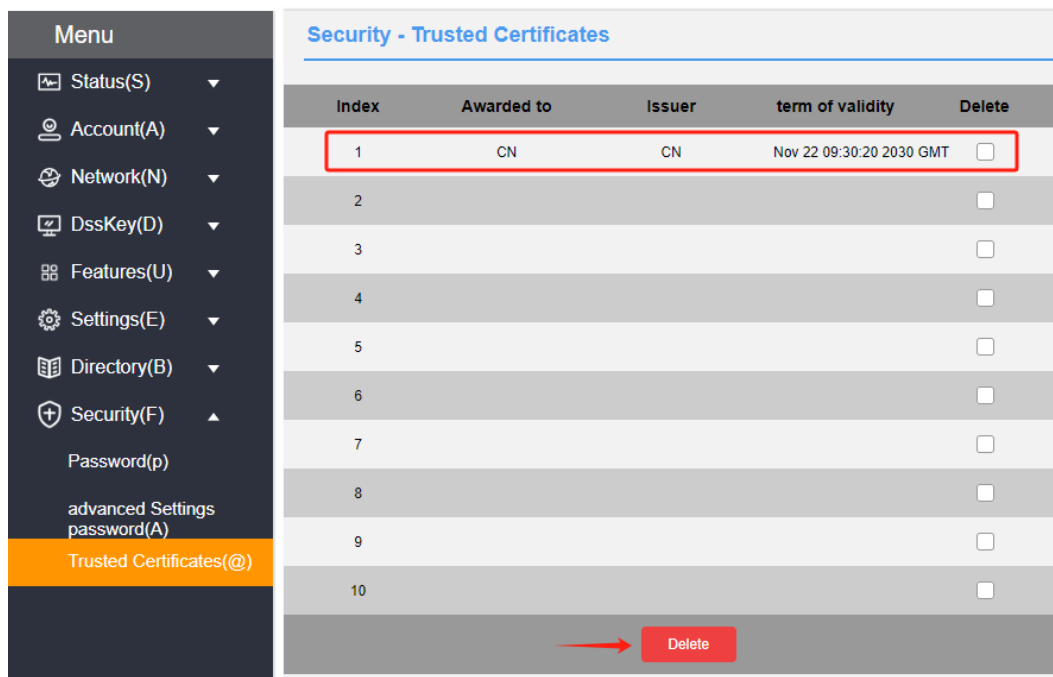 Menu
Status(S)
Account(A)
Network(N)
DssKey(D)
Features(U)
Settings(E)
Directory(B)
Security(F)
Password(p)
advanced Settings
password(A)
Trusted Certificates(@)
Security - Trusted Certificates
Index Awarded to Issuer term of validity Delete
1 CN CN Nov 22 09:30:20 2030 GMT
2
3
4
5
6
7
8
9
10
Delete